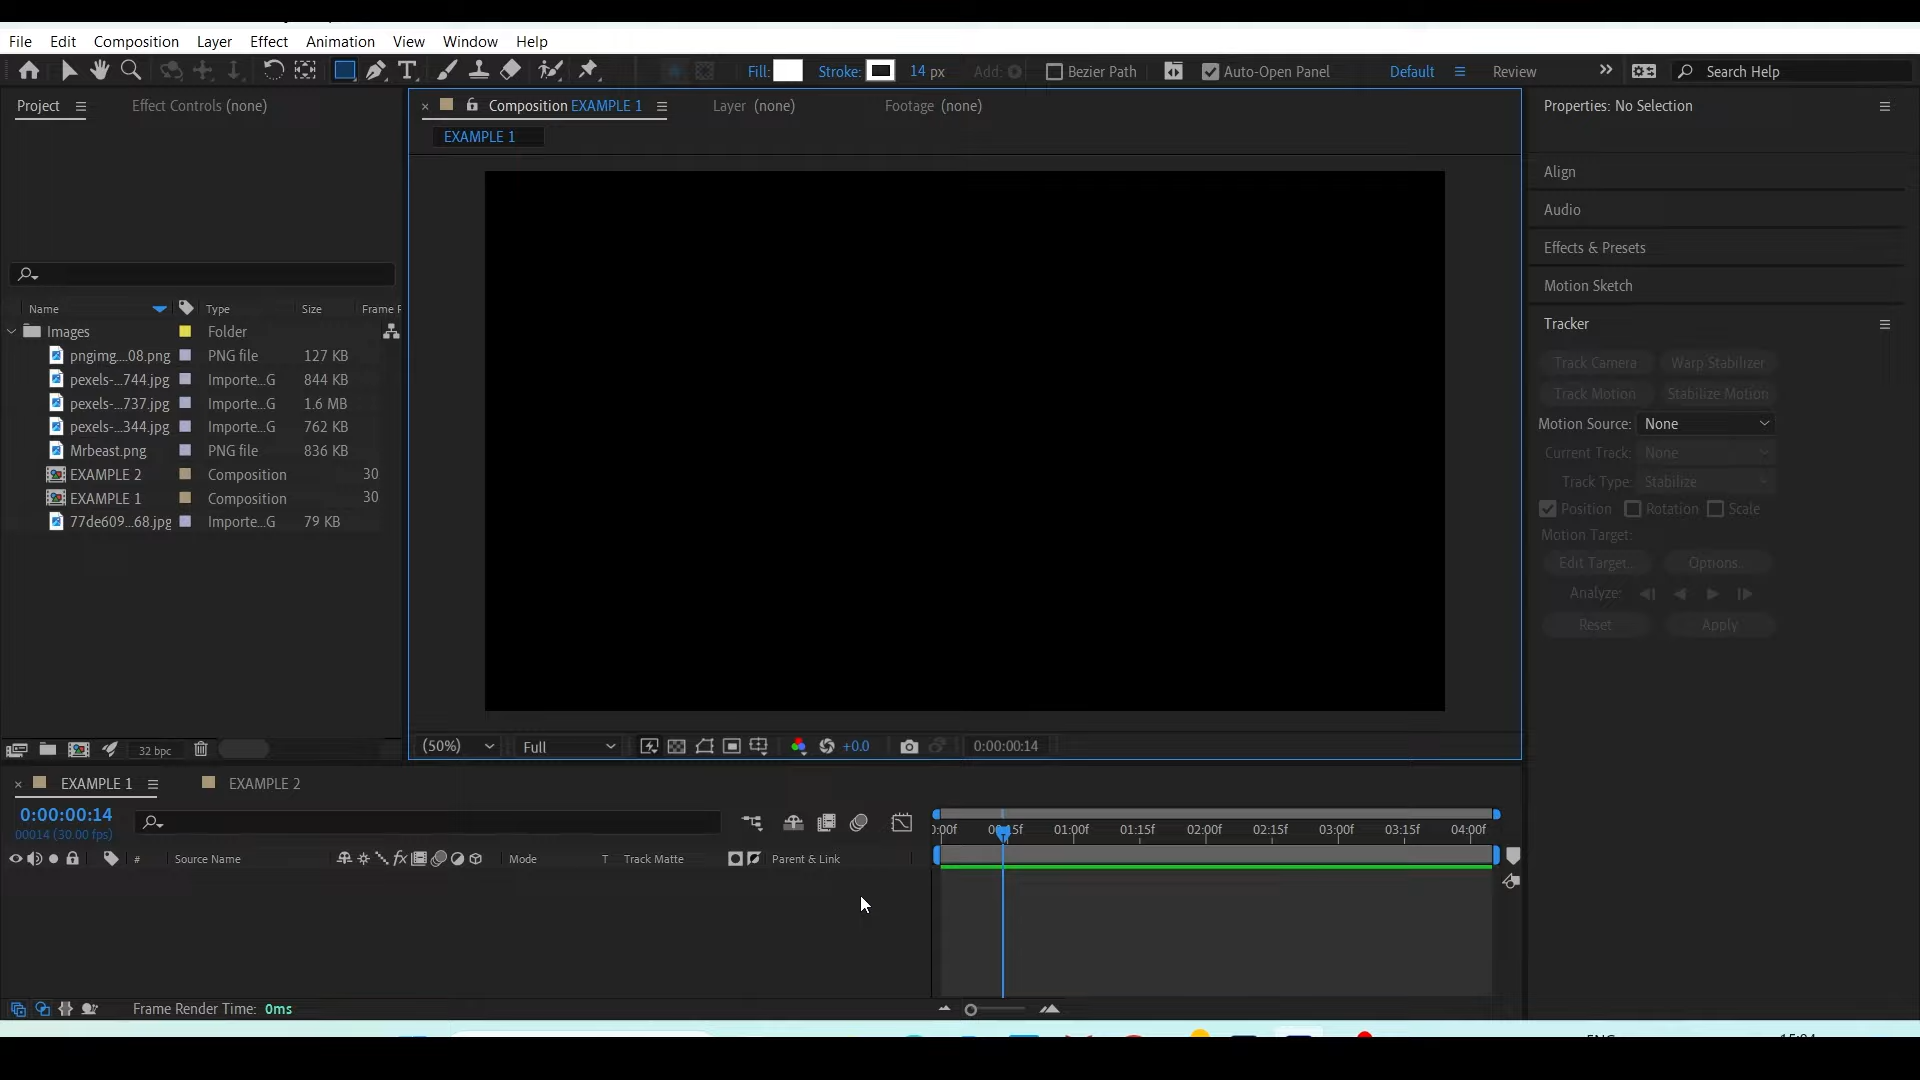 File Edit Composition Layer Effect Animation View Window Help
Fill: Stroke: 14 px Add: Bezier Path Auto-Open Panel Default Review Search Help
Project Effect Controls (none)
Composition EXAMPLE 1 Layer (none) Footage (none)
EXAMPLE 1
Properties: No Selection
Align
Audio
Effects & Presets
Motion Sketch
Tracker
Track Camera Warp Stabilizer
Track Motion Stabilize Motion
Motion Source: None
Current Track: None
Track Type: Stabilize
Position Rotation Scale
Motion Target:
Edit Target... Options...
Analyze:
Reset Apply
Name Type Size Frame F
Images Folder
pngimg....08.png PNG file 127 KB
pexels-...744.jpg Importe...G 844 KB
pexels-...737.jpg Importe...G 1.6 MB
pexels-...344.jpg Importe...G 762 KB
Mrbeast.png PNG file 836 KB
EXAMPLE 2 Composition 30
EXAMPLE 1 Composition 30
77de609...68.jpg Importe...G 79 KB
32 bpc
(50%) Full +0.0 0:00:00:14
EXAMPLE 1 EXAMPLE 2
0:00:00:14
00014 (30.00 fps)
# Source Name fx Mode T Track Matte Parent & Link
0:00f 00:15f 01:00f 01:15f 02:00f 02:15f 03:00f 03:15f 04:00f
Frame Render Time: 0ms